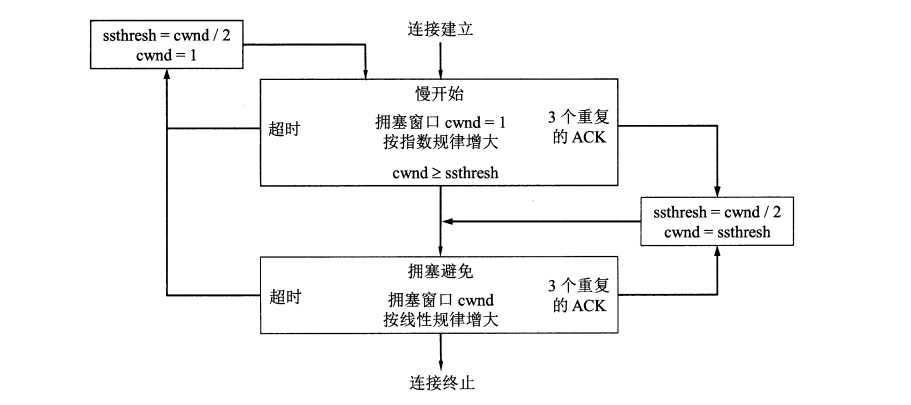 ssthresh = cwnd / 2
cwnd = 1
连接建立
慢开始
超时
拥塞窗口 cwnd = 1
按指数规律增大
3 个重复
的 ACK
cwnd ≥ ssthresh
ssthresh = cwnd / 2
cwnd = ssthresh
拥塞避免
超时
拥塞窗口 cwnd
按线性规律增大
3 个重复
的 ACK
连接终止